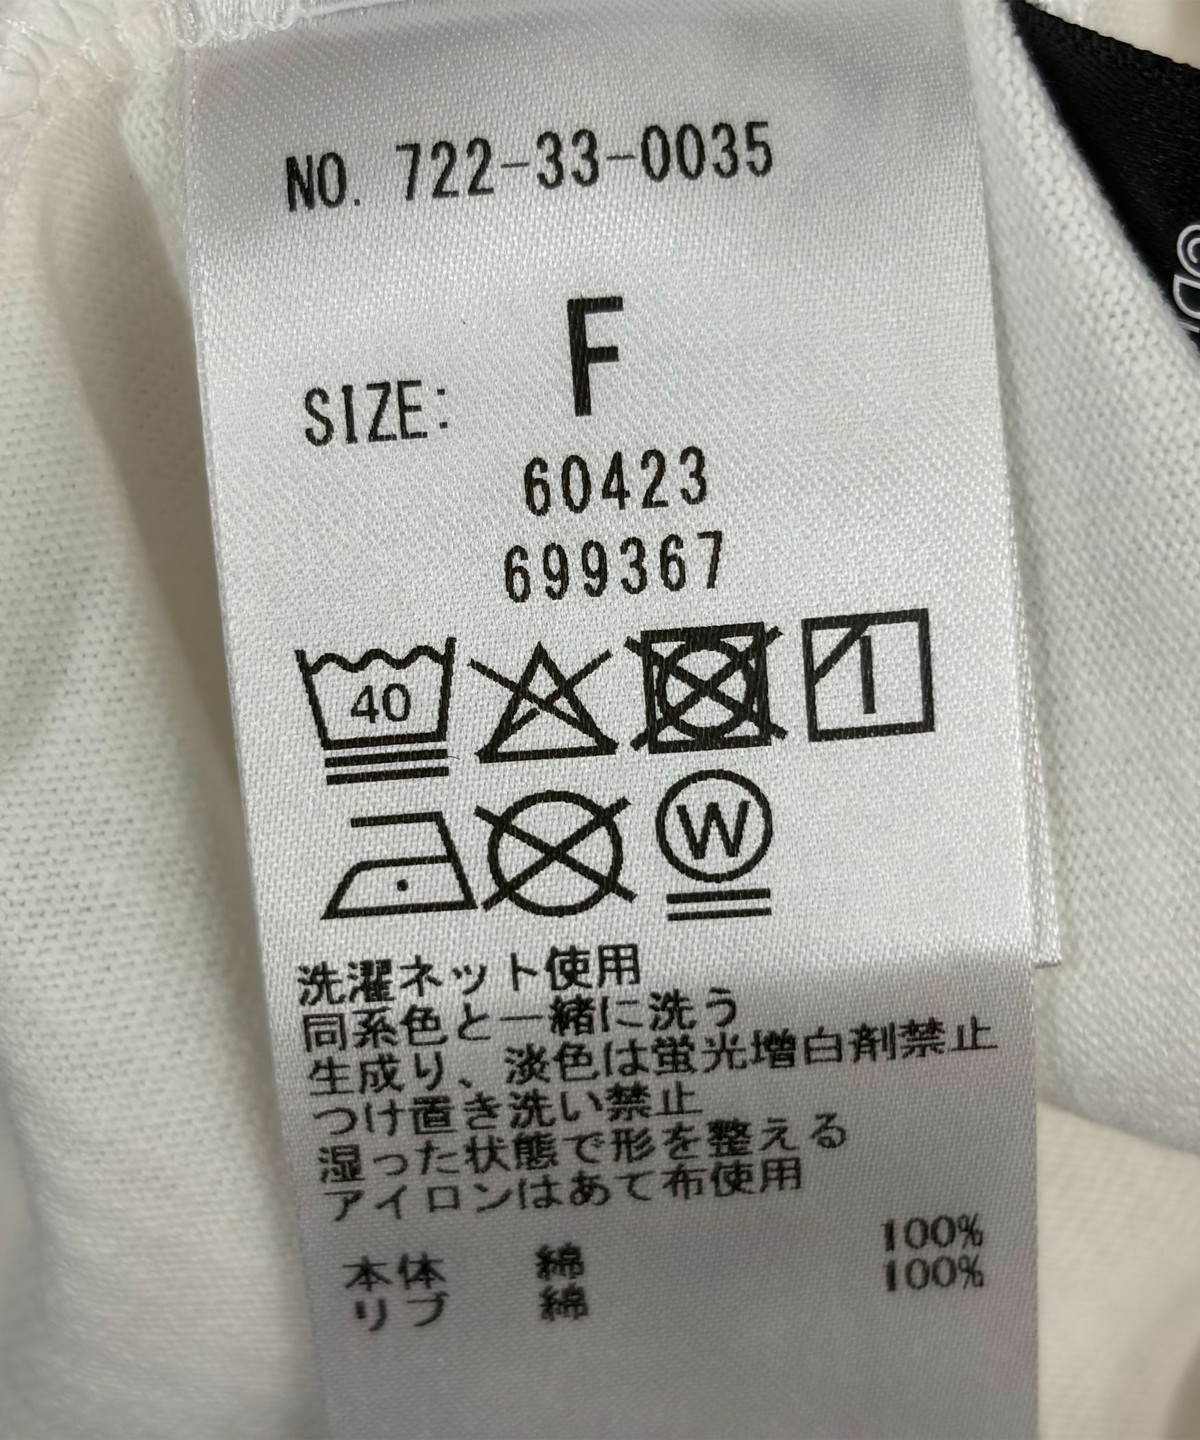 NO. 722-33-0035
F
SIZE:
60423
699367
40
W
洗濯ネット使用
同系色と一緒に洗う
生成り、淡色は蛍光増白剤禁止
つけ置き洗い禁止
湿った状態で形を整える
アイロンはあて布使用
本体 綿 100%
リブ 綿 100%